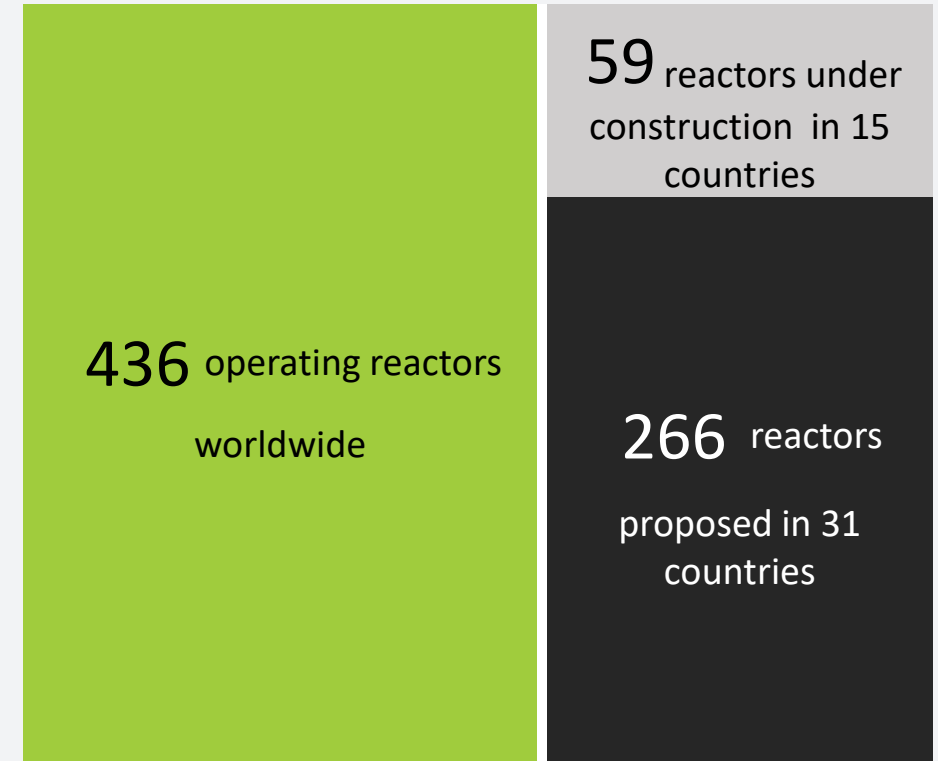 436 operating reactors
worldwide
59 reactors under
construction in 15
countries
266 reactors
proposed in 31
countries